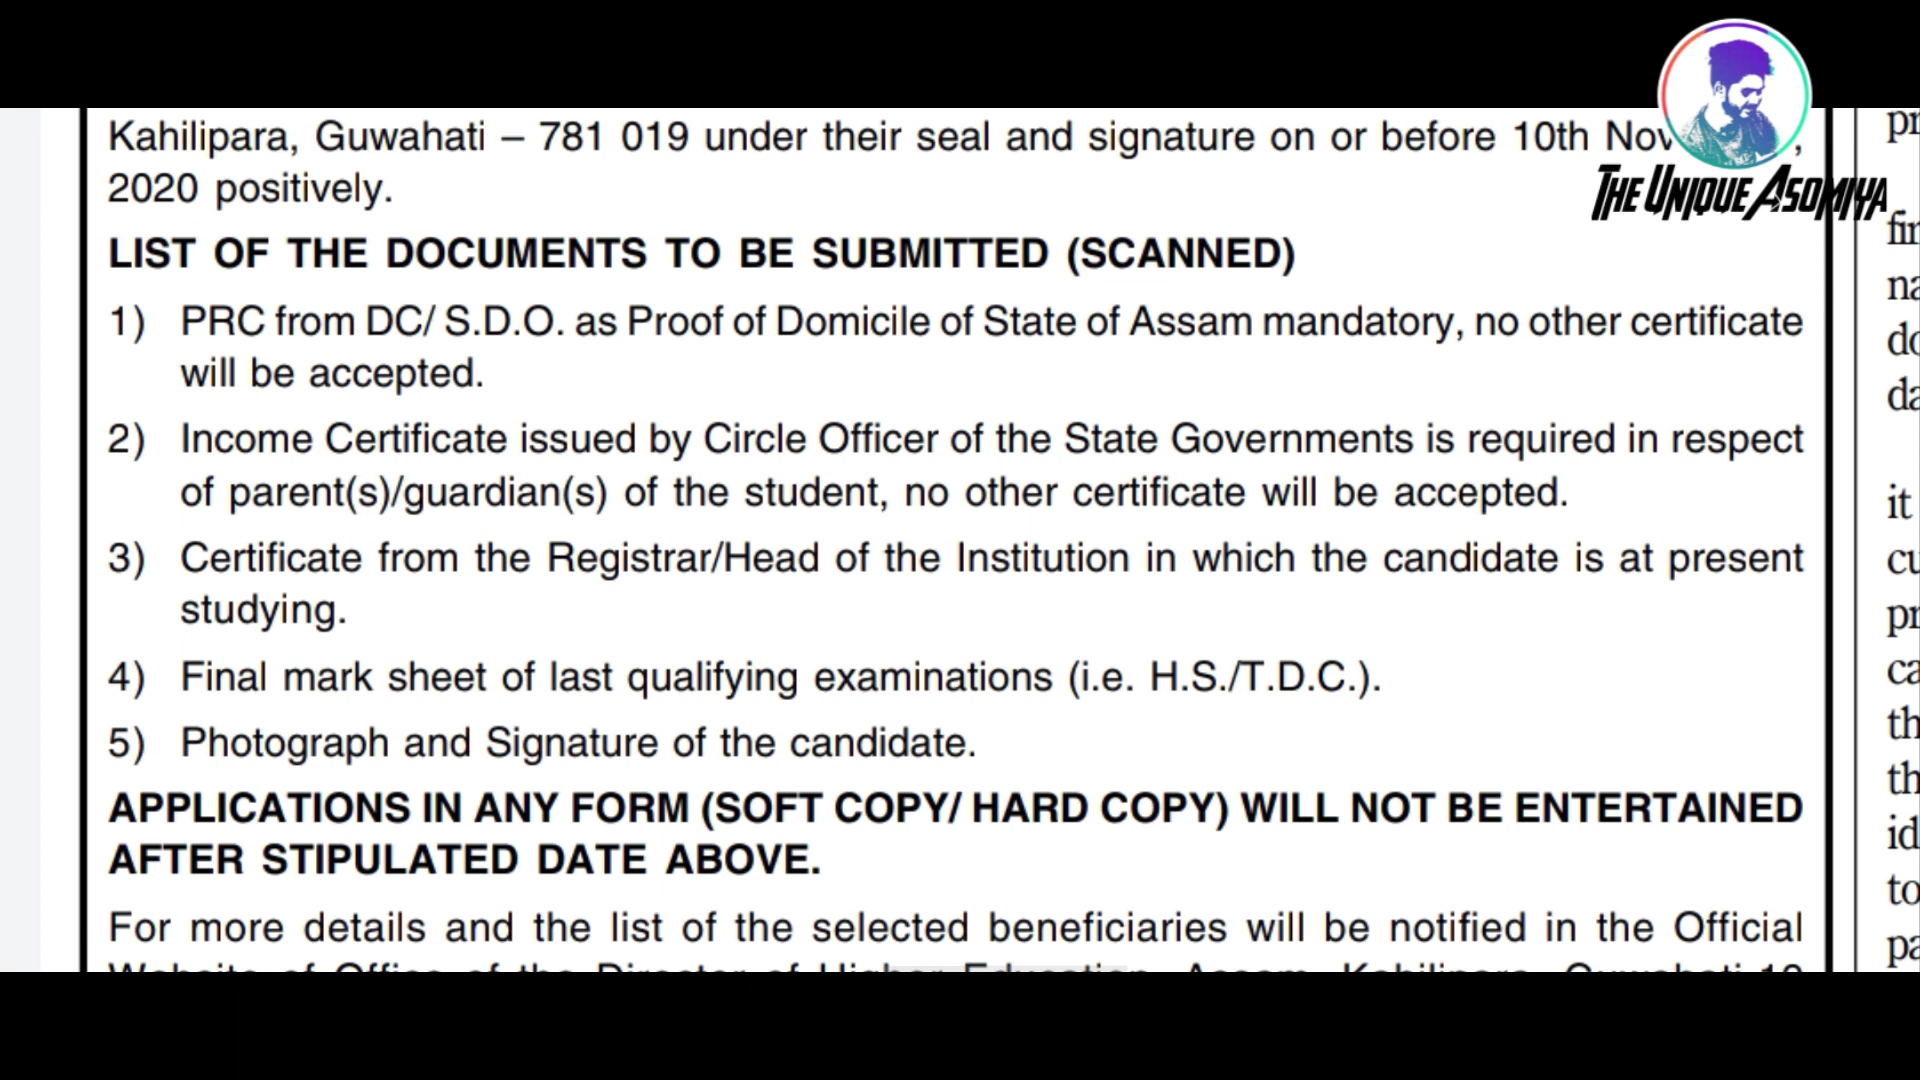 Kahilipara, Guwahati – 781 019 under their seal and signature on or before 10th
2020 positively.
LIST OF THE DOCUMENTS TO BE SUBMITTED (SCANNED)
1) PRC from DC/ S.D.O. as Proof of Domicile of State of Assam mandatory, no other certificate
will be accepted.
2) Income Certificate issued by Circle Officer of the State Governments is required in respect
of parent(s)/guardian(s) of the student, no other certificate will be accepted.
3) Certificate from the Registrar/Head of the Institution in which the candidate is at present
studying.
4) Final mark sheet of last qualifying examinations (i.e. H.S./T.D.C.).
5) Photograph and Signature of the candidate.
APPLICATIONS IN ANY FORM (SOFT COPY/ HARD COPY) WILL NOT BE ENTERTAINED
AFTER STIPULATED DATE ABOVE.
For more details and the list of the selected beneficiaries will be notified in the Official
THE UNIQUE ASOMIYA
it